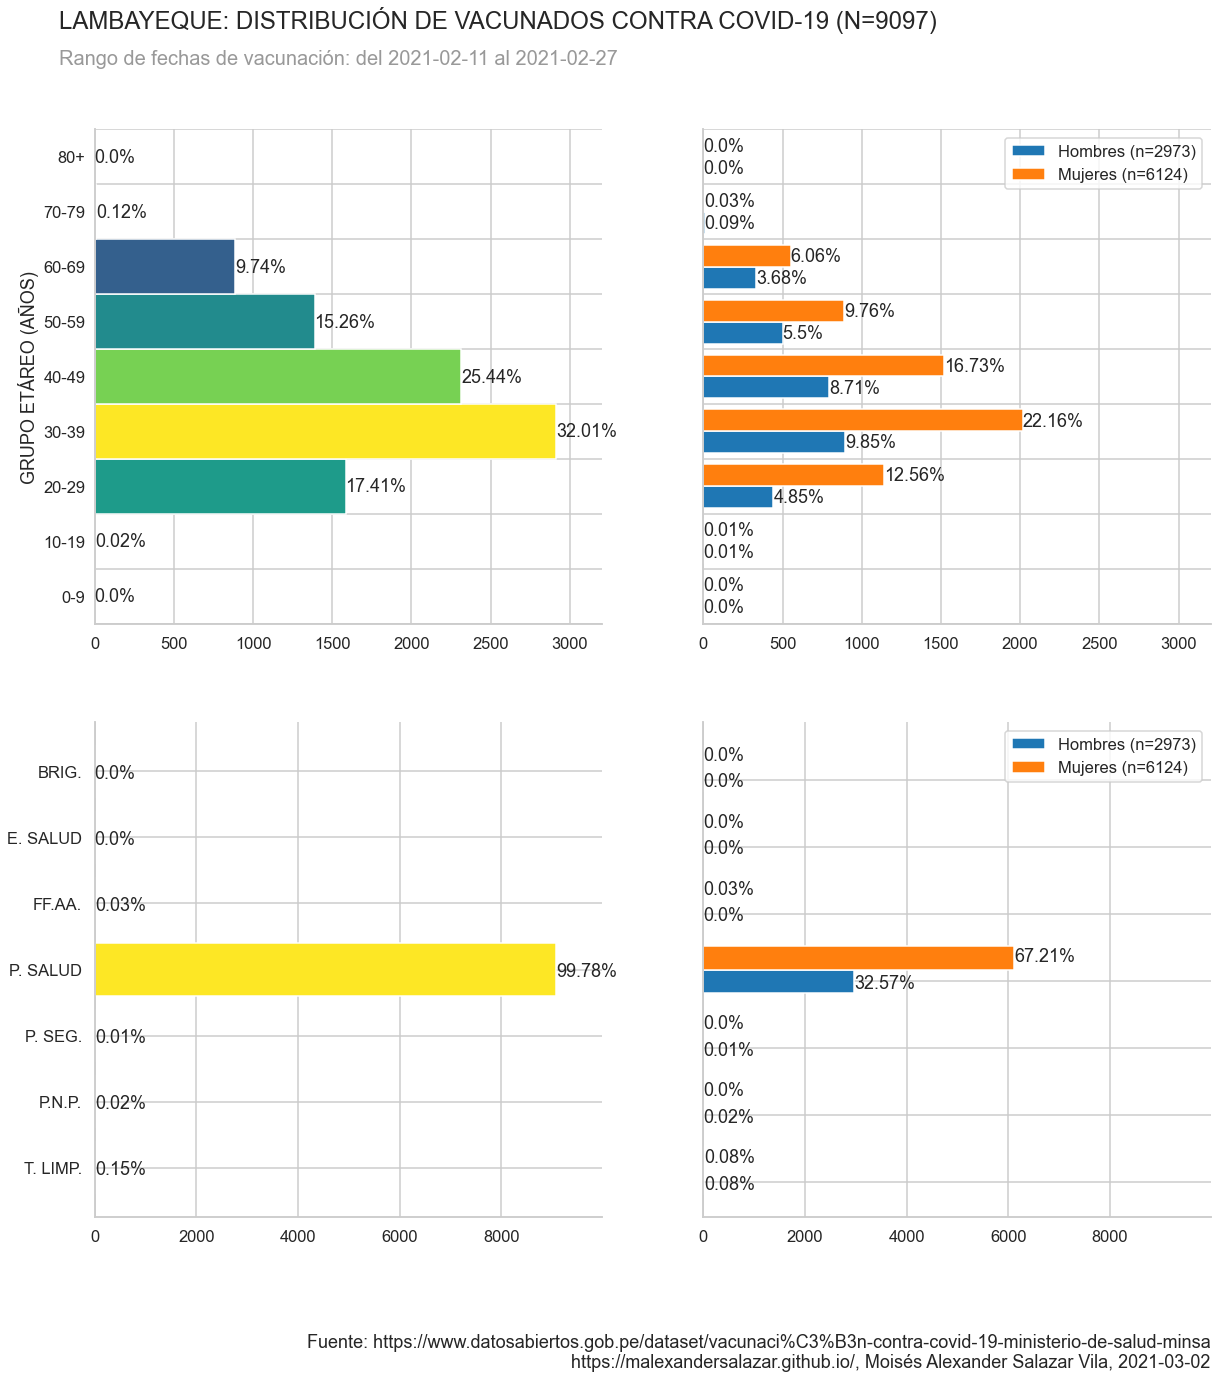 LAMBAYEQUE: DISTRIBUCIÓN DE VACUNADOS CONTRA COVID-19 (N=9097)
Rango de fechas de vacunación: del 2021-02-11 al 2021-02-27
GRUPO ETÁREO (AÑOS)
80+ 0.0%
70-79 0.12%
60-69 9.74%
50-59 15.26%
40-49 25.44%
30-39 32.01%
20-29 17.41%
10-19 0.02%
0-9 0.0%
0 500 1000 1500 2000 2500 3000
Hombres (n=2973)
Mujeres (n=6124)
0.0%
0.0%
0.03%
0.09%
6.06%
3.68%
9.76%
5.5%
16.73%
8.71%
22.16%
9.85%
12.56%
4.85%
0.01%
0.01%
0.0%
0.0%
0 500 1000 1500 2000 2500 3000
BRIG. 0.0%
E. SALUD 0.0%
FF.AA. 0.03%
P. SALUD 99.78%
P. SEG. 0.01%
P.N.P. 0.02%
T. LIMP. 0.15%
0 2000 4000 6000 8000
Hombres (n=2973)
Mujeres (n=6124)
0.0%
0.0%
0.0%
0.0%
0.03%
0.0%
67.21%
32.57%
0.0%
0.01%
0.0%
0.02%
0.08%
0.08%
0 2000 4000 6000 8000
Fuente: https://www.datosabiertos.gob.pe/dataset/vacunaci%C3%B3n-contra-covid-19-ministerio-de-salud-minsa
https://malexandersalazar.github.io/, Moisés Alexander Salazar Vila, 2021-03-02